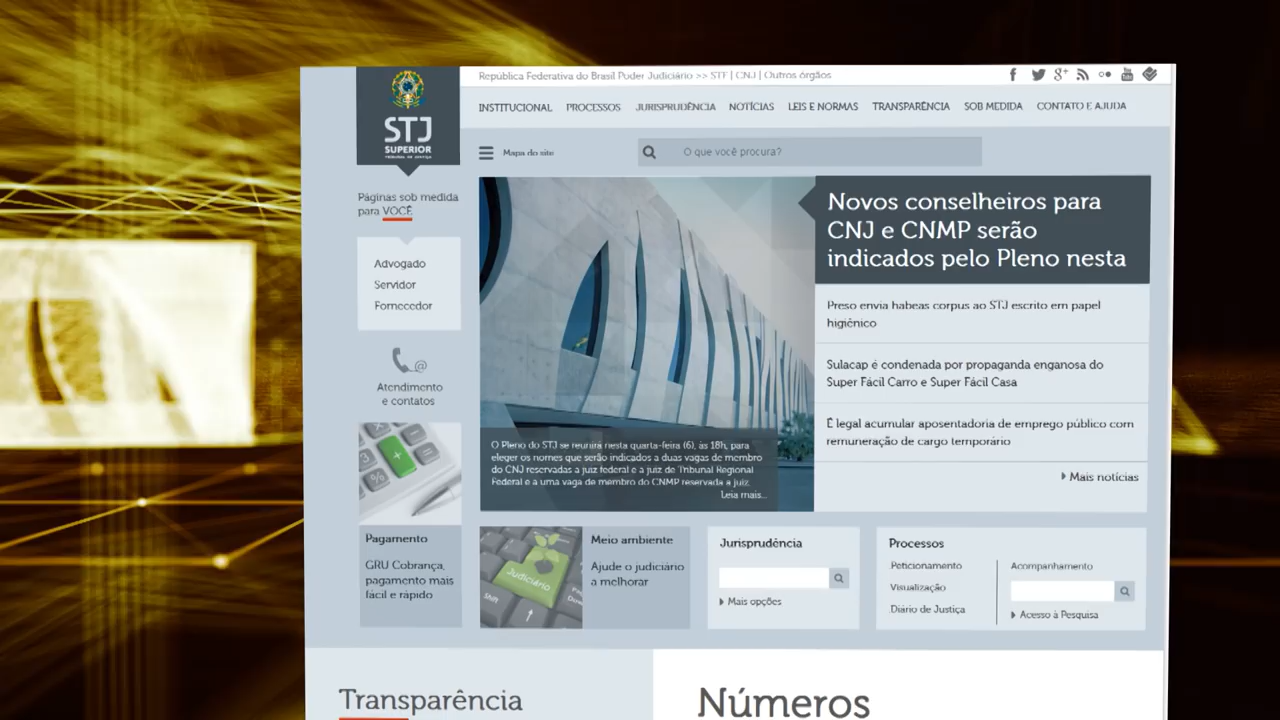 República Federativa do Brasil Poder Judiciário >> STF | CNJ | Outros órgãos
STJ
SUPERIOR
TRIBUNAL DE JUSTIÇA
INSTITUCIONAL PROCESSOS JURISPRUDÊNCIA NOTÍCIAS LEIS E NORMAS TRANSPARÊNCIA SOB MEDIDA CONTATO E AJUDA
Mapa do site
O que você procura?
Páginas sob medida
para VOCÊ
Advogado
Servidor
Fornecedor
Atendimento
e contatos
Pagamento
GRU Cobrança,
pagamento mais
fácil e rápido
O Pleno do STJ se reunirá nesta quarta-feira (6), às 18h, para
eleger os nomes que serão indicados a duas vagas de membro
do CNJ reservadas a juiz federal e a juiz de Tribunal Regional
Federal e a uma vaga de membro do CNMP reservada a juiz.
Leia mais...
Novos conselheiros para
CNJ e CNMP serão
indicados pelo Pleno nesta
Preso envia habeas corpus ao STJ escrito em papel
higiênico
Sulacap é condenada por propaganda enganosa do
Super Fácil Carro e Super Fácil Casa
É legal acumular aposentadoria de emprego público com
remuneração de cargo temporário
Mais notícias
Judiciário
Shift
Meio ambiente
Ajude o judiciário
a melhorar
Jurisprudência
Mais opções
Processos
Peticionamento
Visualização
Diário de Justiça
Acompanhamento
Acesso à Pesquisa
Transparência
Números